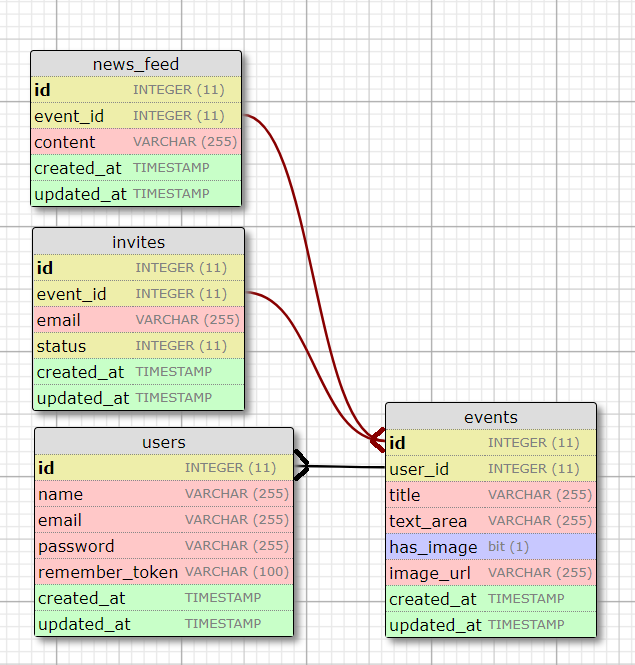 news_feed
id INTEGER (11)
event_id INTEGER (11)
content VARCHAR (255)
created_at TIMESTAMP
updated_at TIMESTAMP
invites
id INTEGER (11)
event_id INTEGER (11)
email VARCHAR (255)
status INTEGER (11)
created_at TIMESTAMP
updated_at TIMESTAMP
users
id INTEGER (11)
name VARCHAR (255)
email VARCHAR (255)
password VARCHAR (255)
remember_token VARCHAR (100)
created_at TIMESTAMP
updated_at TIMESTAMP
events
id INTEGER (11)
user_id INTEGER (11)
title VARCHAR (255)
text_area VARCHAR (255)
has_image bit (1)
image_url VARCHAR (255)
created_at TIMESTAMP
updated_at TIMESTAMP